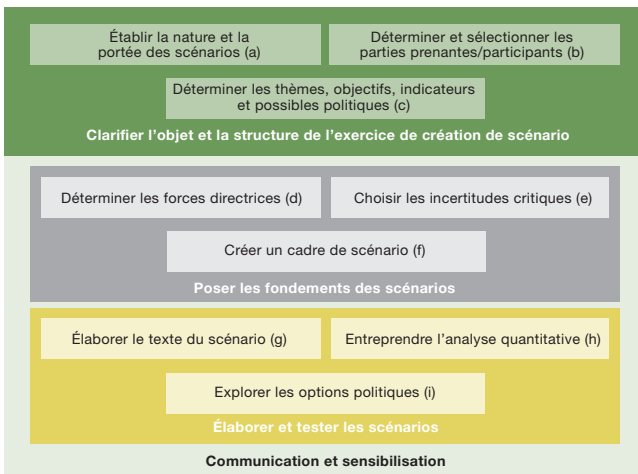 Établir la nature et la
portée des scénarios (a)
Déterminer et sélectionner les
parties prenantes/participants (b)
Déterminer les thèmes, objectifs, indicateurs
et possibles politiques (c)
Clarifier l’objet et la structure de l’exercice de création de scénario
Déterminer les forces directrices (d)
Choisir les incertitudes critiques (e)
Créer un cadre de scénario (f)
Poser les fondements des scénarios
Élaborer le texte du scénario (g)
Entreprendre l’analyse quantitative (h)
Explorer les options politiques (i)
Élaborer et tester les scénarios
Communication et sensibilisation